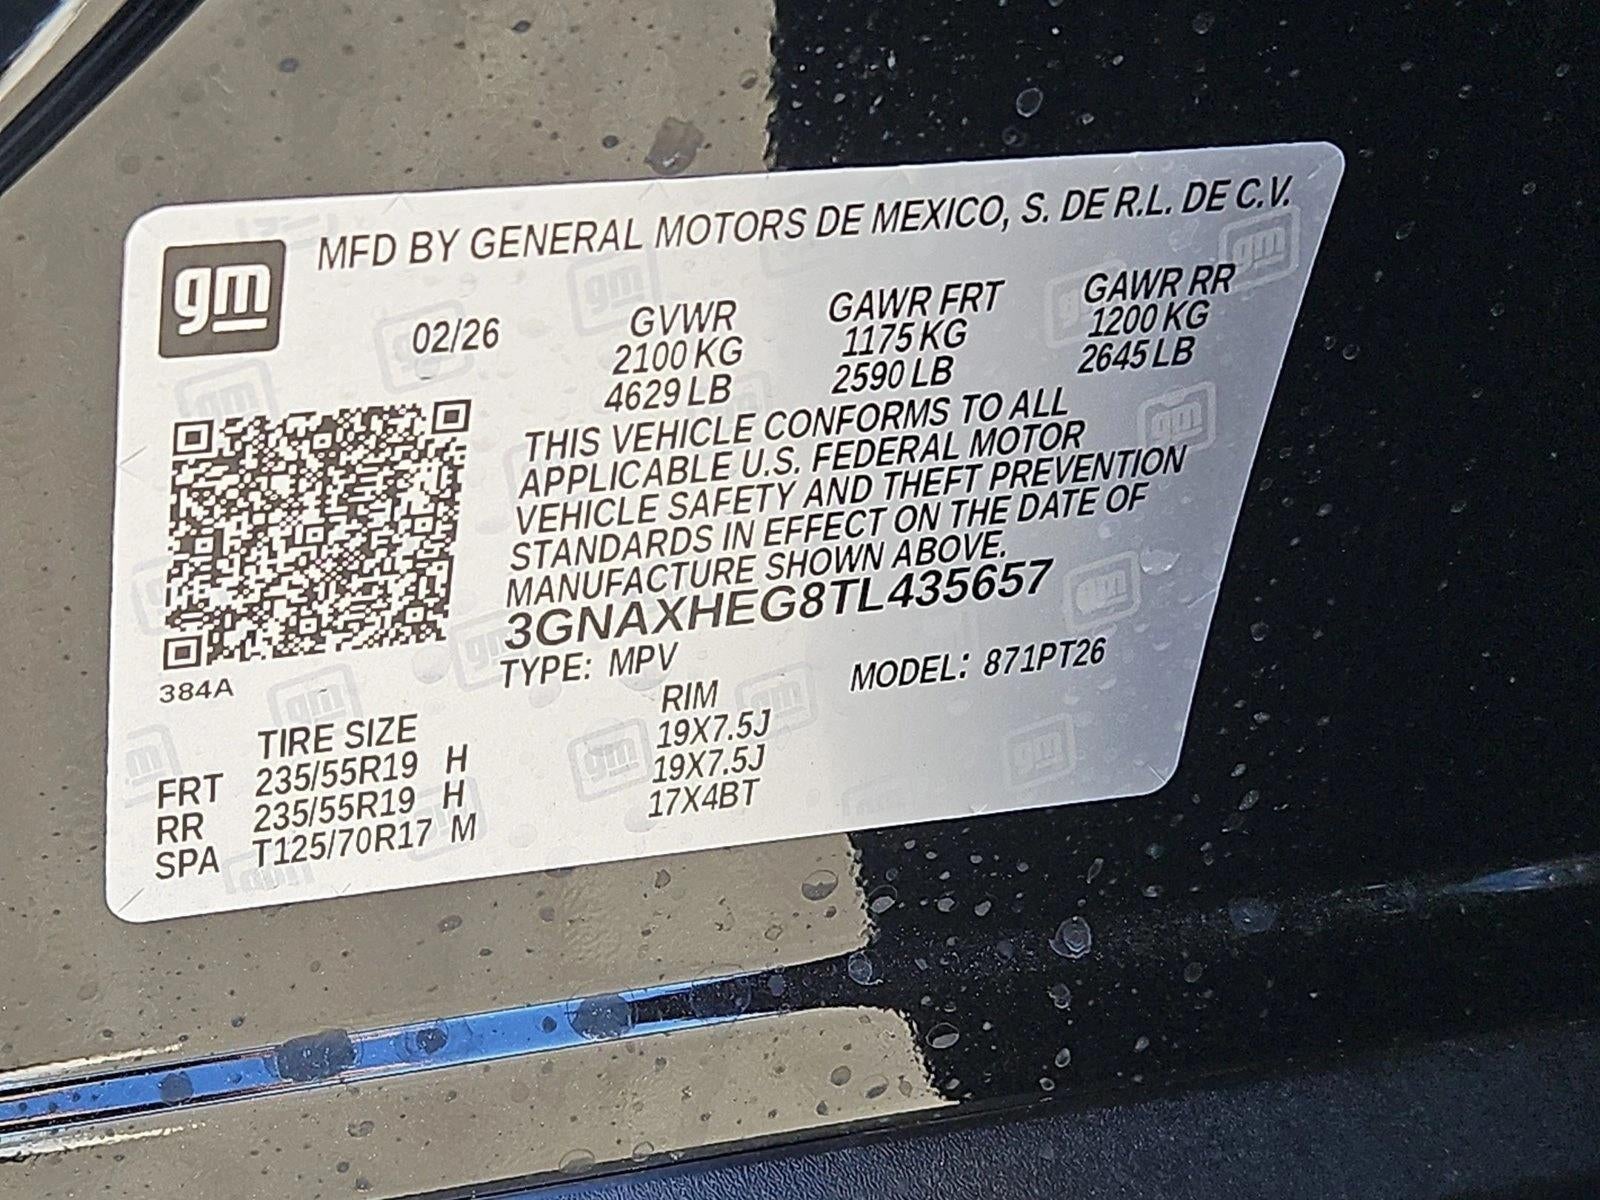 gm
MFD BY GENERAL MOTORS DE MEXICO, S. DE R.L. DE C.V.
02/26 GVWR GAWR FRT GAWR RR
2100 KG 1175 KG 1200 KG
4629 LB 2590 LB 2645 LB
THIS VEHICLE CONFORMS TO ALL
APPLICABLE U.S. FEDERAL MOTOR
VEHICLE SAFETY AND THEFT PREVENTION
STANDARDS IN EFFECT ON THE DATE OF
MANUFACTURE SHOWN ABOVE.
3GNAXHEG8TL435657
TYPE: MPV MODEL: 871PT26
384A
TIRE SIZE RIM
FRT 235/55R19 H 19X7.5J
RR 235/55R19 H 19X7.5J
SPA T125/70R17 M 17X4BT